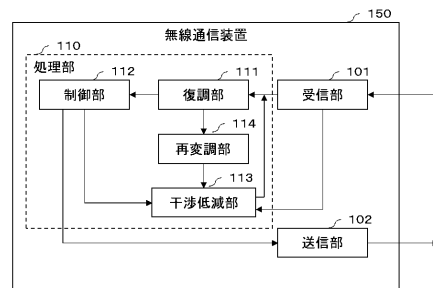 150
無線通信装置
110
処理部
112
111
101
制御部
復調部
受信部
114
再変調部
113
干渉低減部
102
送信部